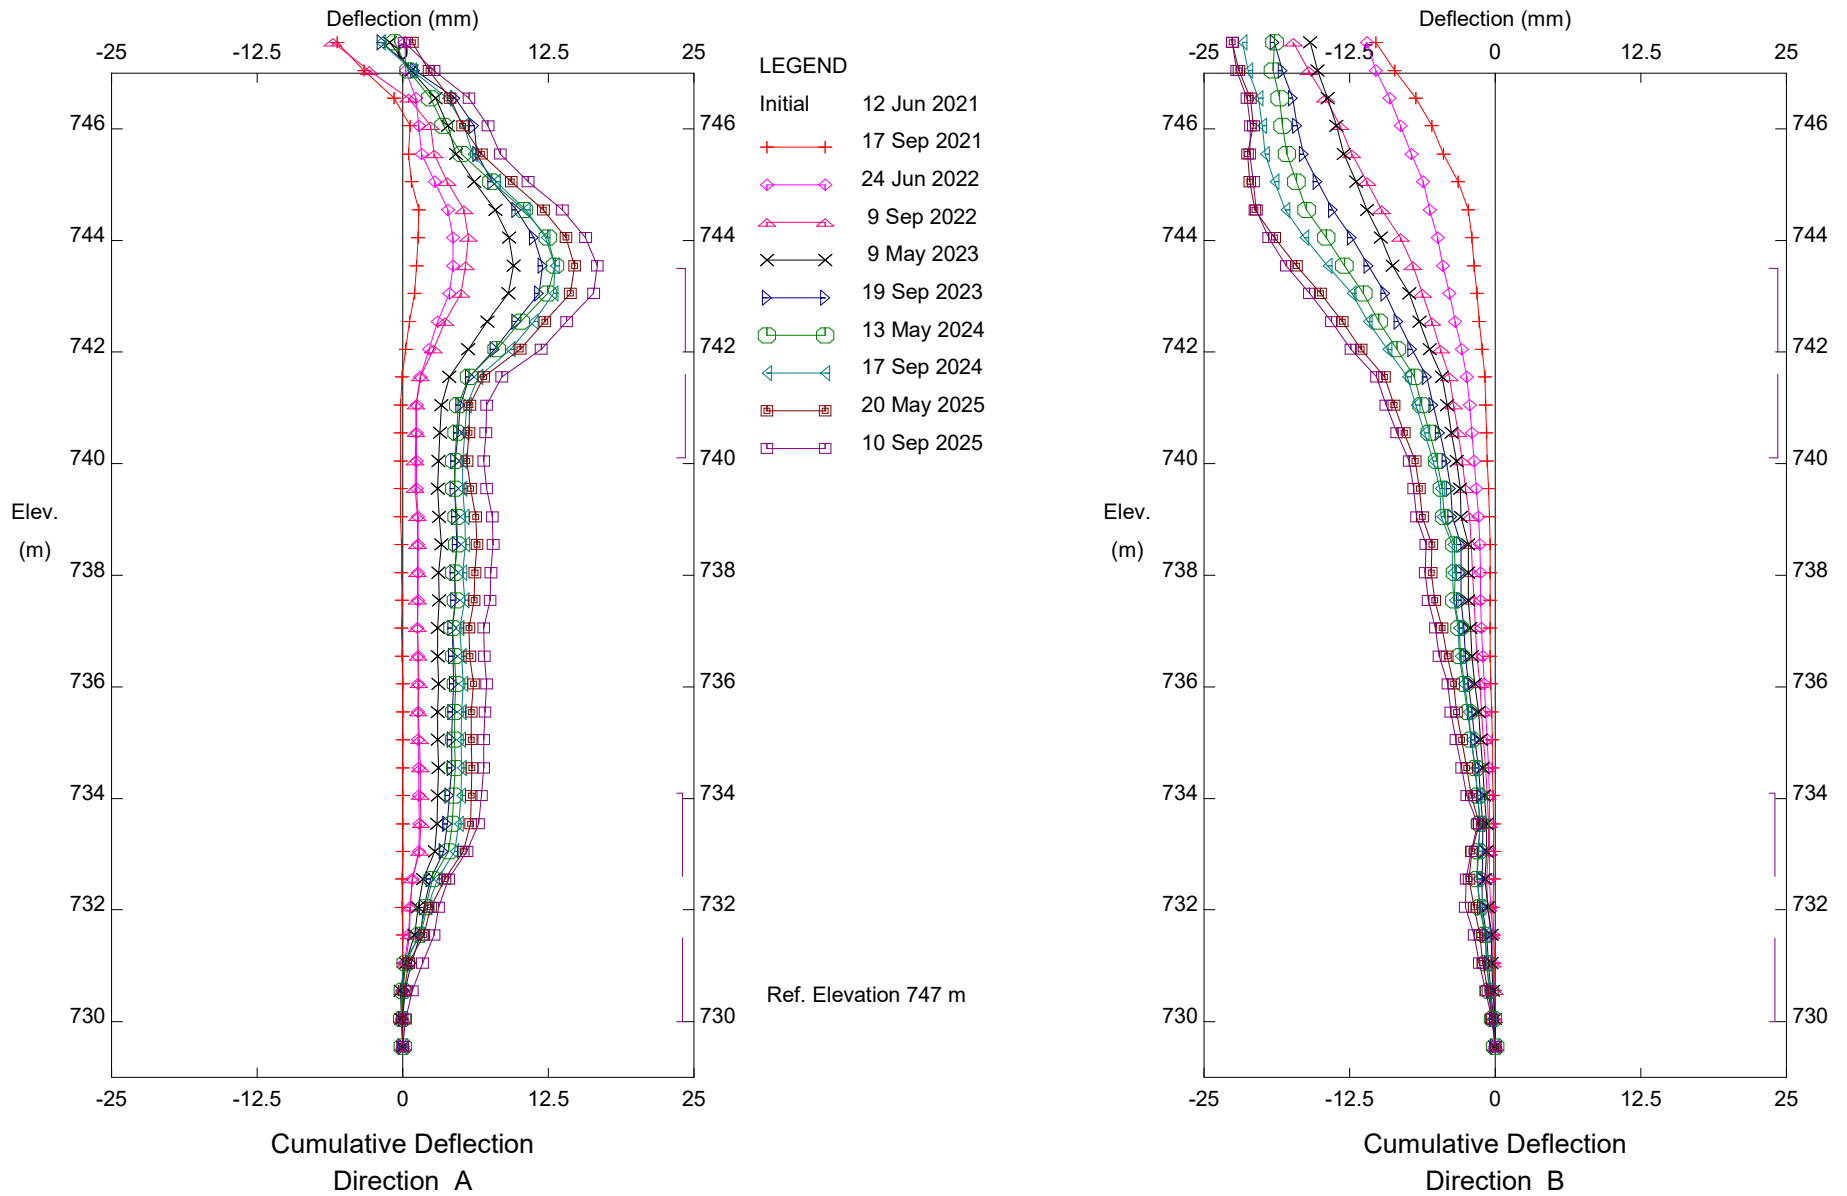 Deflection (mm)
-25 -12.5 0 12.5 25
746 746
744 744
742 742
740 740
738 738
736 736
734 734
732 732
730 730
Elev.
(m)
-25 -12.5 0 12.5 25
Cumulative Deflection
Direction A
LEGEND
Initial 12 Jun 2021
17 Sep 2021
24 Jun 2022
9 Sep 2022
9 May 2023
19 Sep 2023
13 May 2024
17 Sep 2024
20 May 2025
10 Sep 2025
Ref. Elevation 747 m
Deflection (mm)
-25 -12.5 0 12.5 25
746 746
744 744
742 742
740 740
738 738
736 736
734 734
732 732
730 730
Elev.
(m)
-25 -12.5 0 12.5 25
Cumulative Deflection
Direction B